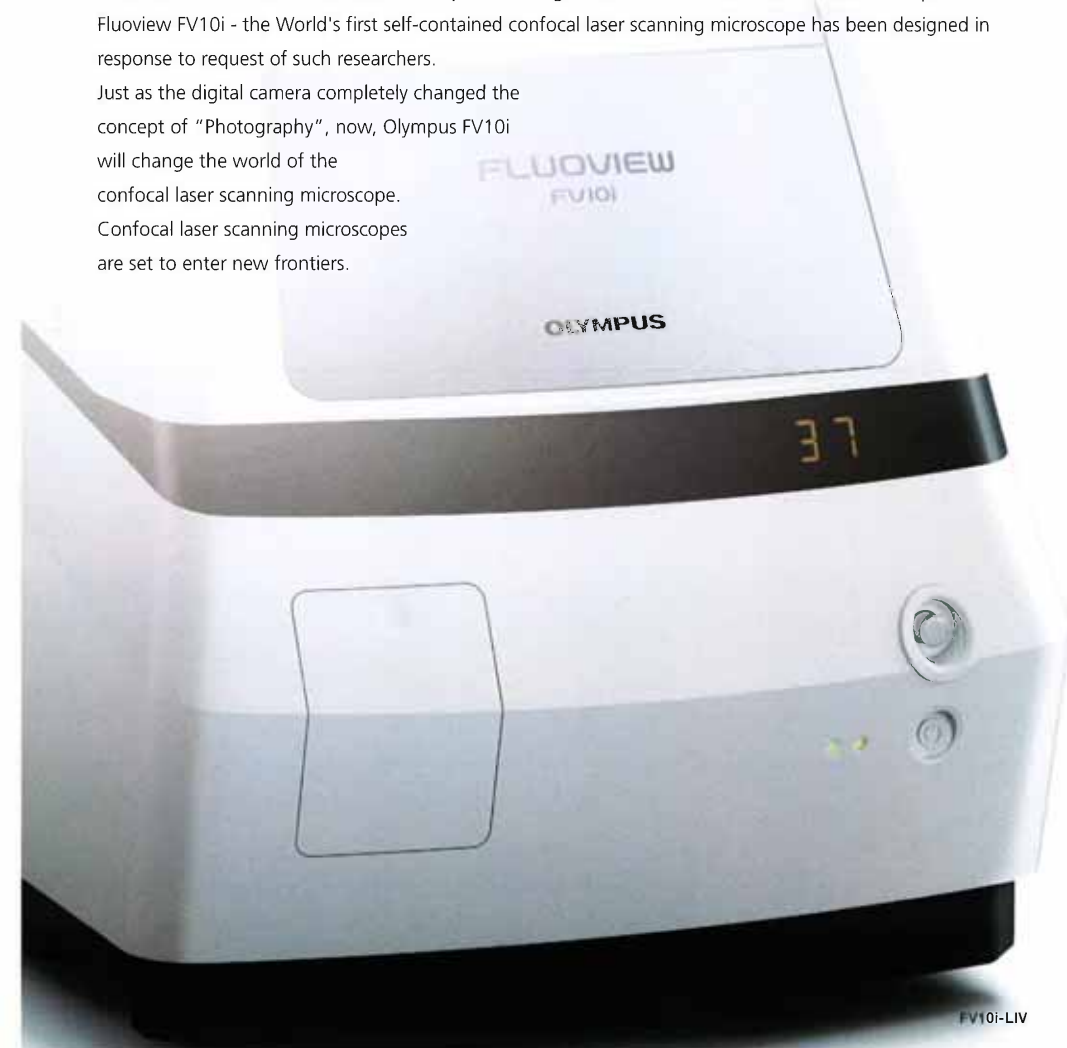 Fluoview FV10i - the World's first self-contained confocal laser scanning microscope has been designed in
response to request of such researchers.
Just as the digital camera completely changed the
concept of "Photography", now, Olympus FV10i
will change the world of the
confocal laser scanning microscope.
Confocal laser scanning microscopes
are set to enter new frontiers.
FLUOVIEW
FV10i
OLYMPUS
37
FV10i-LIV